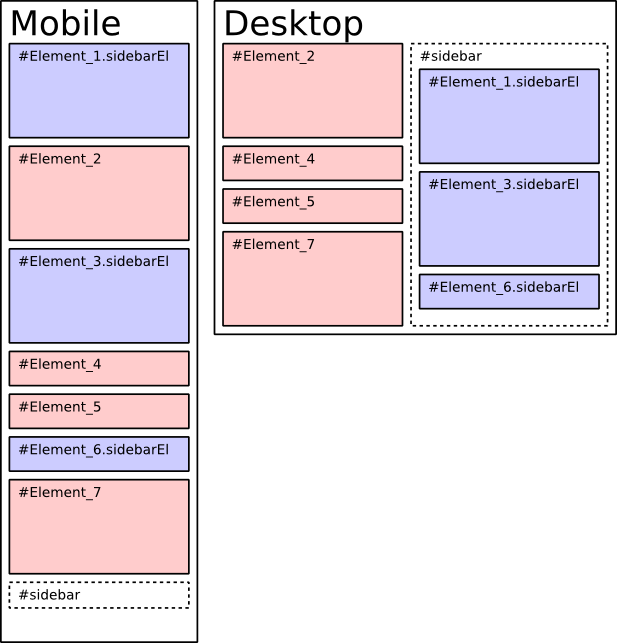 Mobile
#Element_1.sidebarEl
#Element_2
#Element_3.sidebarEl
#Element_4
#Element_5
#Element_6.sidebarEl
#Element_7
#sidebar
Desktop
#Element_2
#Element_4
#Element_5
#Element_7
#sidebar
#Element_1.sidebarEl
#Element_3.sidebarEl
#Element_6.sidebarEl